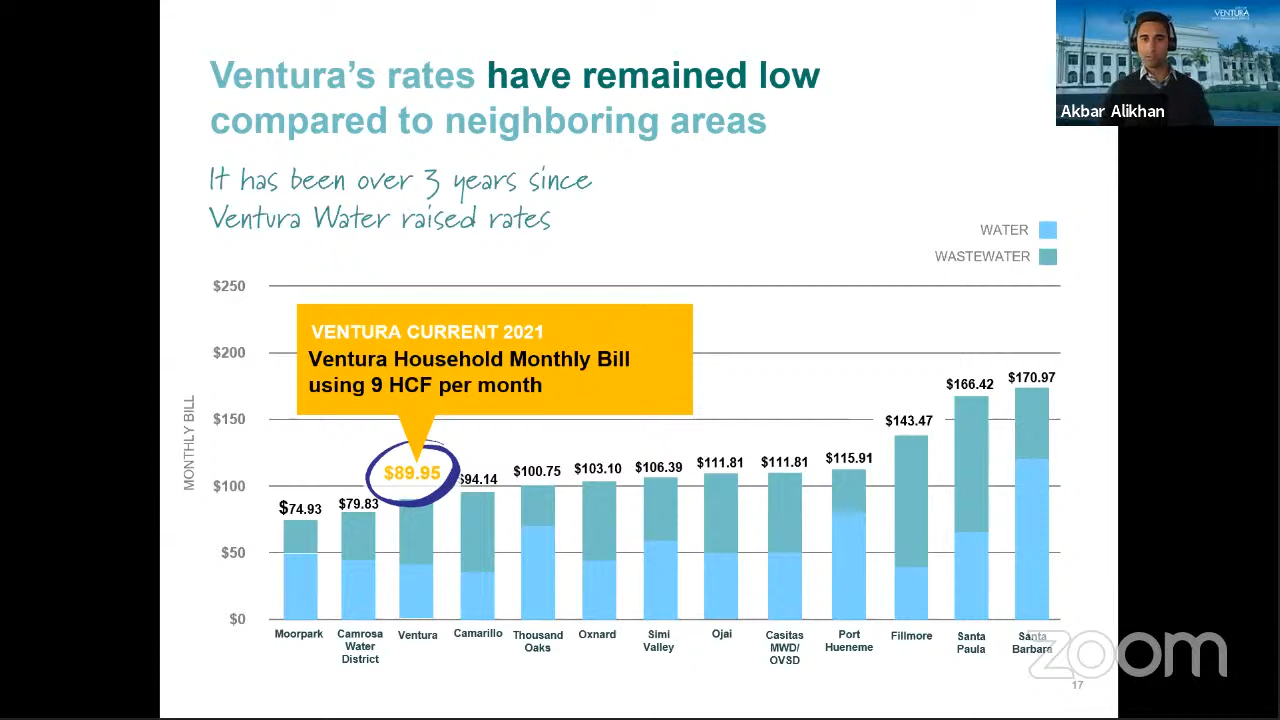 Ventura's rates have remained low
compared to neighboring areas
It has been over 3 years since
Ventura Water raised rates
VENTURA
Akbar Alikhan
WATER
WASTEWATER
MONTHLY BILL
$250
$200
$150
$100
$50
$0
VENTURA CURRENT 2021
Ventura Household Monthly Bill
using 9 HCF per month
$74.93
$79.83
$89.95
$94.14
$100.75
$103.10
$106.39
$111.81
$111.81
$115.91
$143.47
$166.42
$170.97
Moorpark
Camrosa
Water
District
Ventura
Camarillo
Thousand
Oaks
Oxnard
Simi
Valley
Ojai
Casitas
MWD/
OVSD
Port
Hueneme
Fillmore
Santa
Paula
Santa
Barbara
zoom
17